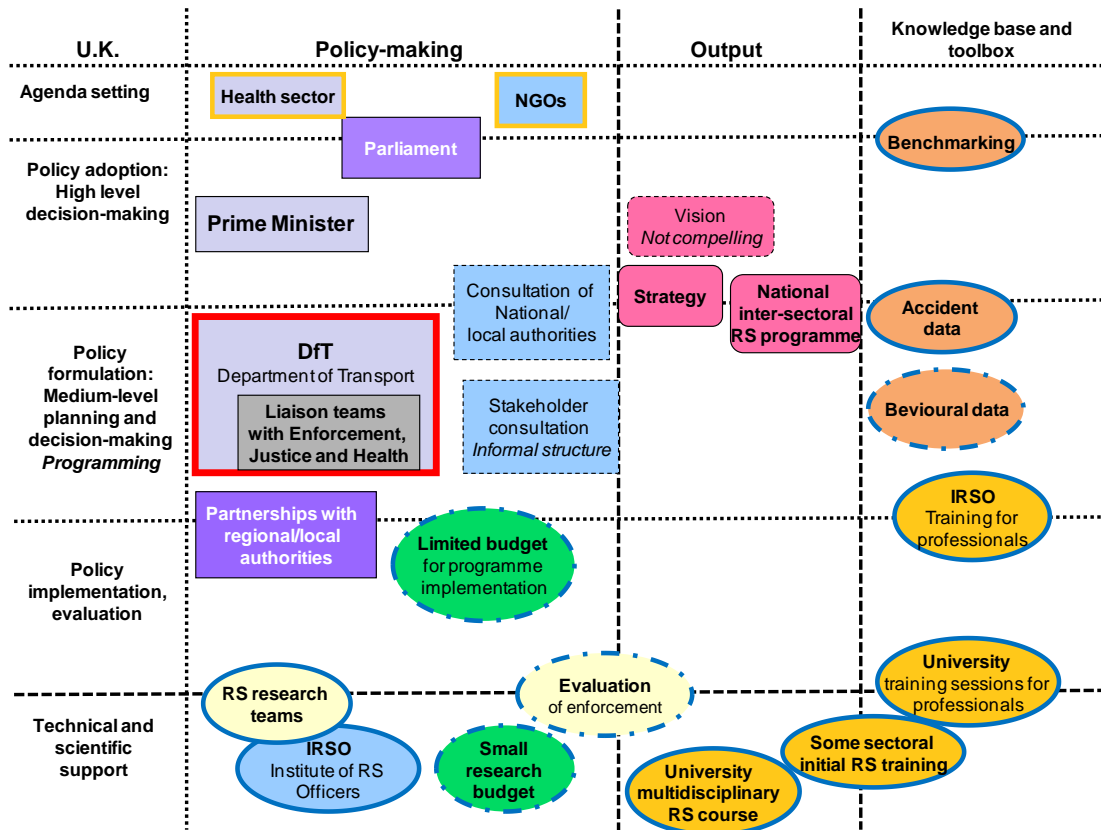 U.K.
Policy-making
Output
Knowledge base and
toolbox
Agenda setting
Health sector
NGOs
Parliament
Benchmarking
Policy adoption:
High level
decision-making
Prime Minister
Vision
Not compelling
Consultation of
National/
local authorities
Strategy
National
inter-sectoral
RS programme
Accident
data
Policy
formulation:
Medium-level
planning and
decision-making
Programming
DfT
Department of Transport
Liaison teams
with Enforcement,
Justice and Health
Stakeholder
consultation
Informal structure
Bevioural data
IRSO
Training for
professionals
Partnerships with
regional/local
authorities
Limited budget
for programme
implementation
Policy
implementation,
evaluation
University
training sessions for
professionals
RS research
teams
Evaluation
of enforcement
Technical and
scientific
support
IRSO
Institute of RS
Officers
Small
research
budget
Some sectoral
initial RS training
University
multidisciplinary
RS course